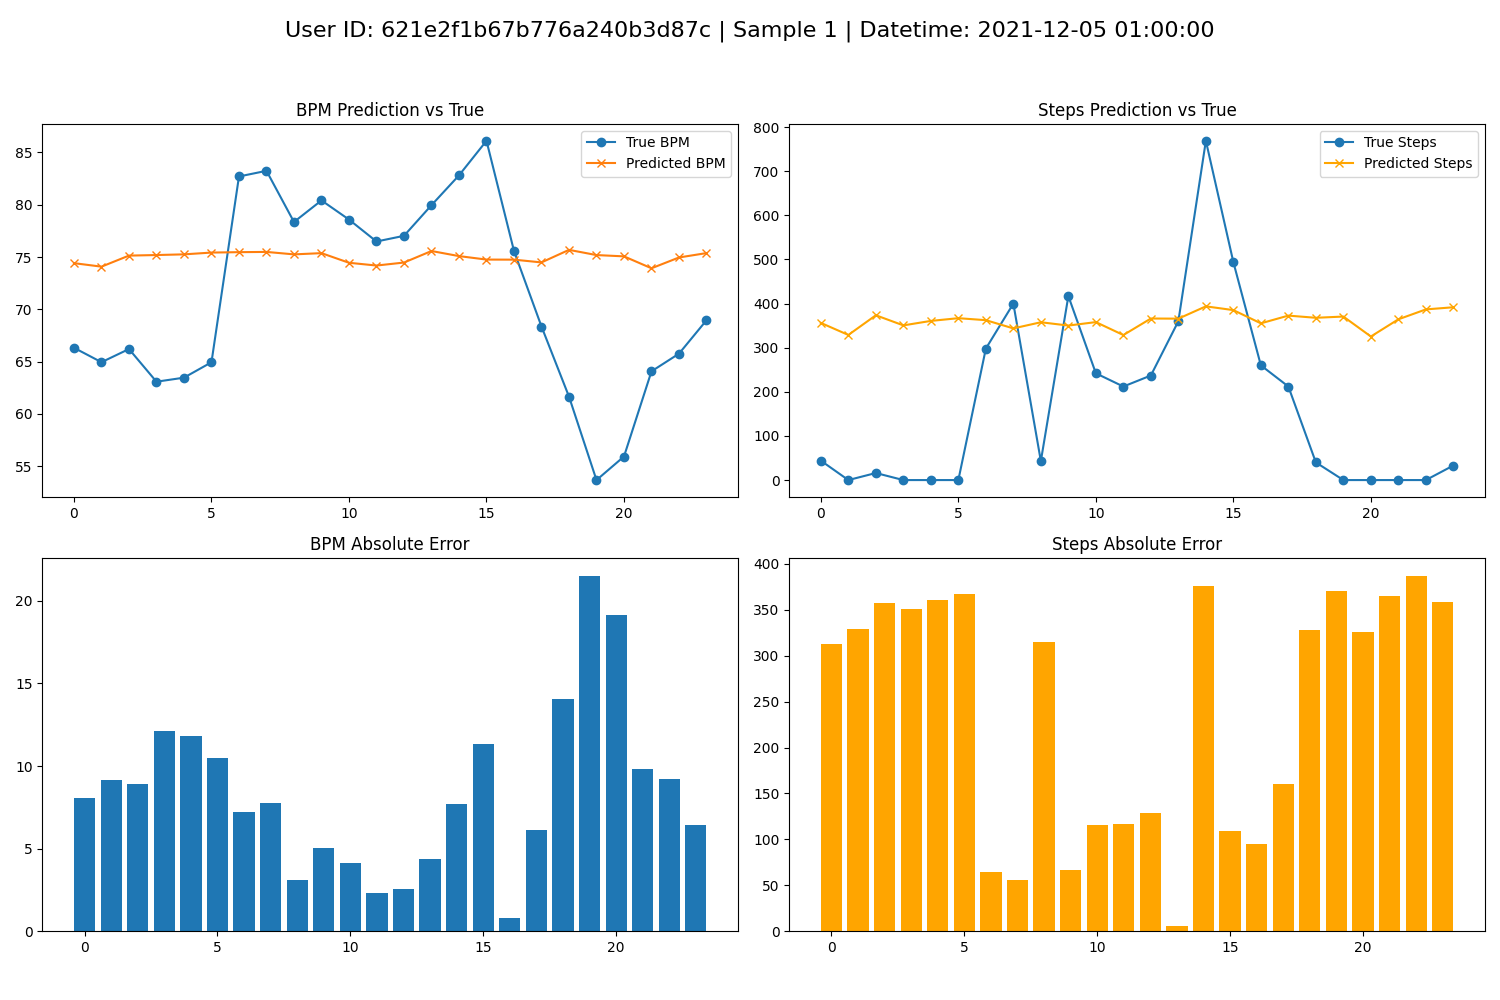 User ID: 621e2f1b67b776a240b3d87c | Sample 1 | Datetime: 2021-12-05 01:00:00
BPM Prediction vs True
True BPM
Predicted BPM
85
80
75
70
65
60
55
0 5 10 15 20
Steps Prediction vs True
True Steps
Predicted Steps
800
700
600
500
400
300
200
100
0
0 5 10 15 20
BPM Absolute Error
20
15
10
5
0
0 5 10 15 20
Steps Absolute Error
400
350
300
250
200
150
100
50
0
0 5 10 15 20